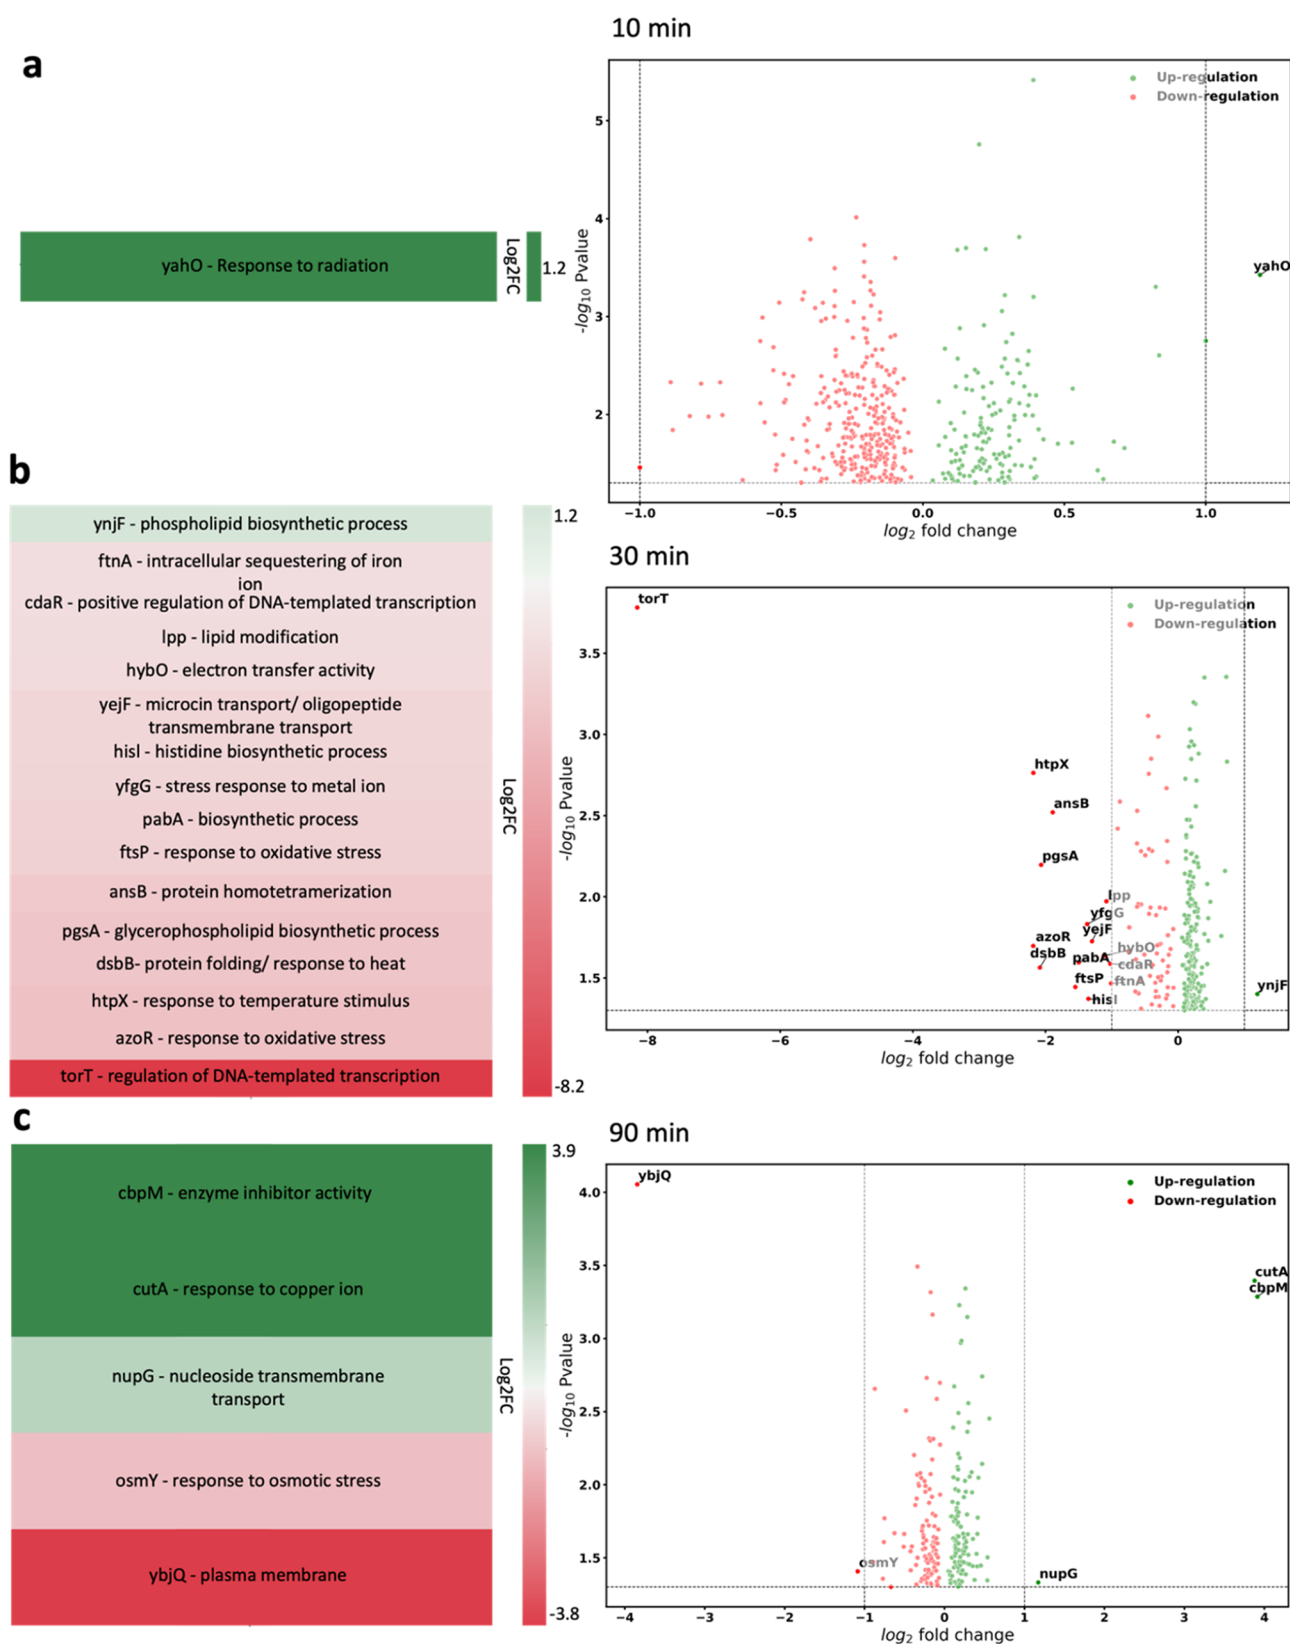 10 min
a
Up-regulation
Down-regulation
5
4
3
2
-log10 Pvalue
yahO - Response to radiation
Log2FC
1.2
yahO
−1.0
−0.5
0.0
0.5
1.0
log2 fold change
b
30 min
ynjF - phospholipid biosynthetic process
ftnA - intracellular sequestering of iron
ion
cdaR - positive regulation of DNA-templated transcription
lpp - lipid modification
hybO - electron transfer activity
yejF - microcin transport/ oligopeptide
transmembrane transport
hisI - histidine biosynthetic process
yfgG - stress response to metal ion
pabA - biosynthetic process
ftsP - response to oxidative stress
ansB - protein homotetramerization
pgsA - glycerophospholipid biosynthetic process
dsbB- protein folding/ response to heat
htpX - response to temperature stimulus
azoR - response to oxidative stress
torT - regulation of DNA-templated transcription
1.2
Log2FC
-8.2
-log10 Pvalue
3.5
3.0
2.5
2.0
1.5
torT
Up-regulation
Down-regulation
htpX
ansB
pgsA
lpp
yfgG
yejF
azoR
hybO
dsbB
pabA
cdaR
ftsP
ftnA
hisI
ynjF
−8
−6
−4
−2
0
log2 fold change
c
90 min
cbpM - enzyme inhibitor activity
cutA - response to copper ion
nupG - nucleoside transmembrane
transport
osmY - response to osmotic stress
ybjQ - plasma membrane
3.9
Log2FC
-3.8
-log10 Pvalue
4.0
3.5
3.0
2.5
2.0
1.5
ybjQ
Up-regulation
Down-regulation
cutA
cbpM
osmY
nupG
−4
−3
−2
−1
0
1
2
3
4
log2 fold change